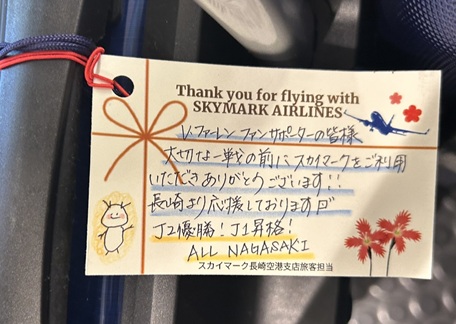 Thank you for flying with
SKYMARK AIRLINES
V.ファーレン ファンサポーターの皆様
大切な一戦の前に、スカイマークをご利用
いただきありがとうございます!!
長崎より応援しております
J2優勝！J1昇格！
ALL NAGASAKI
スカイマーク長崎空港支店旅客担当